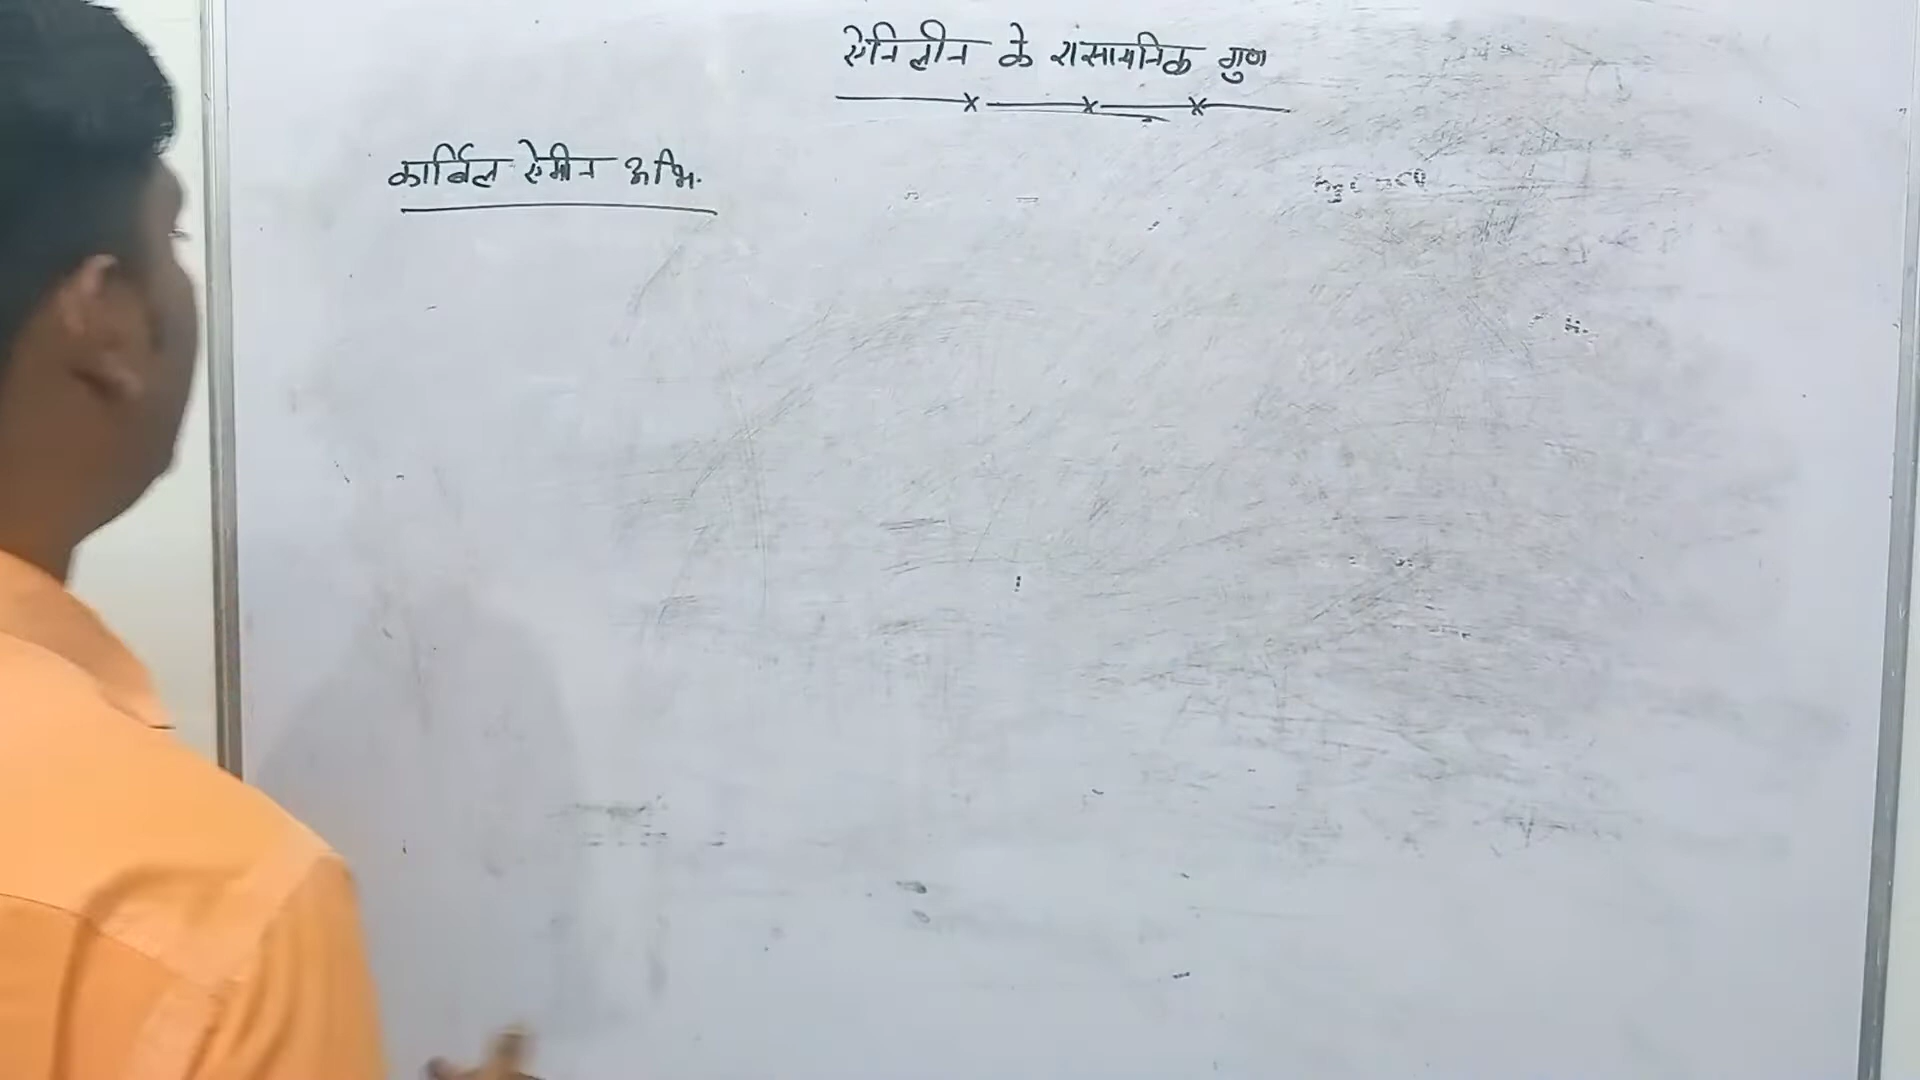 ऐनिलीन के रासायनिक गुण
कार्बिल ऐमीन अभि.